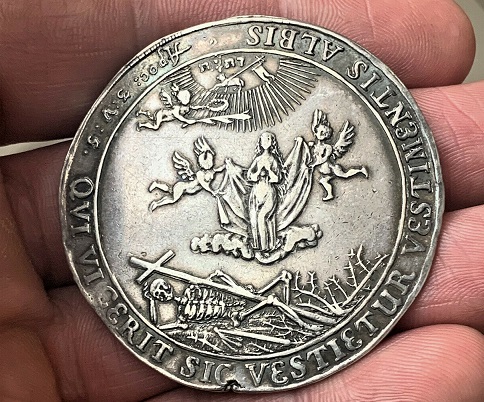 QVI VICERIT SIC VESTIETUR VESTIMENTIS ALBIS Apoc: 3. V. 5.